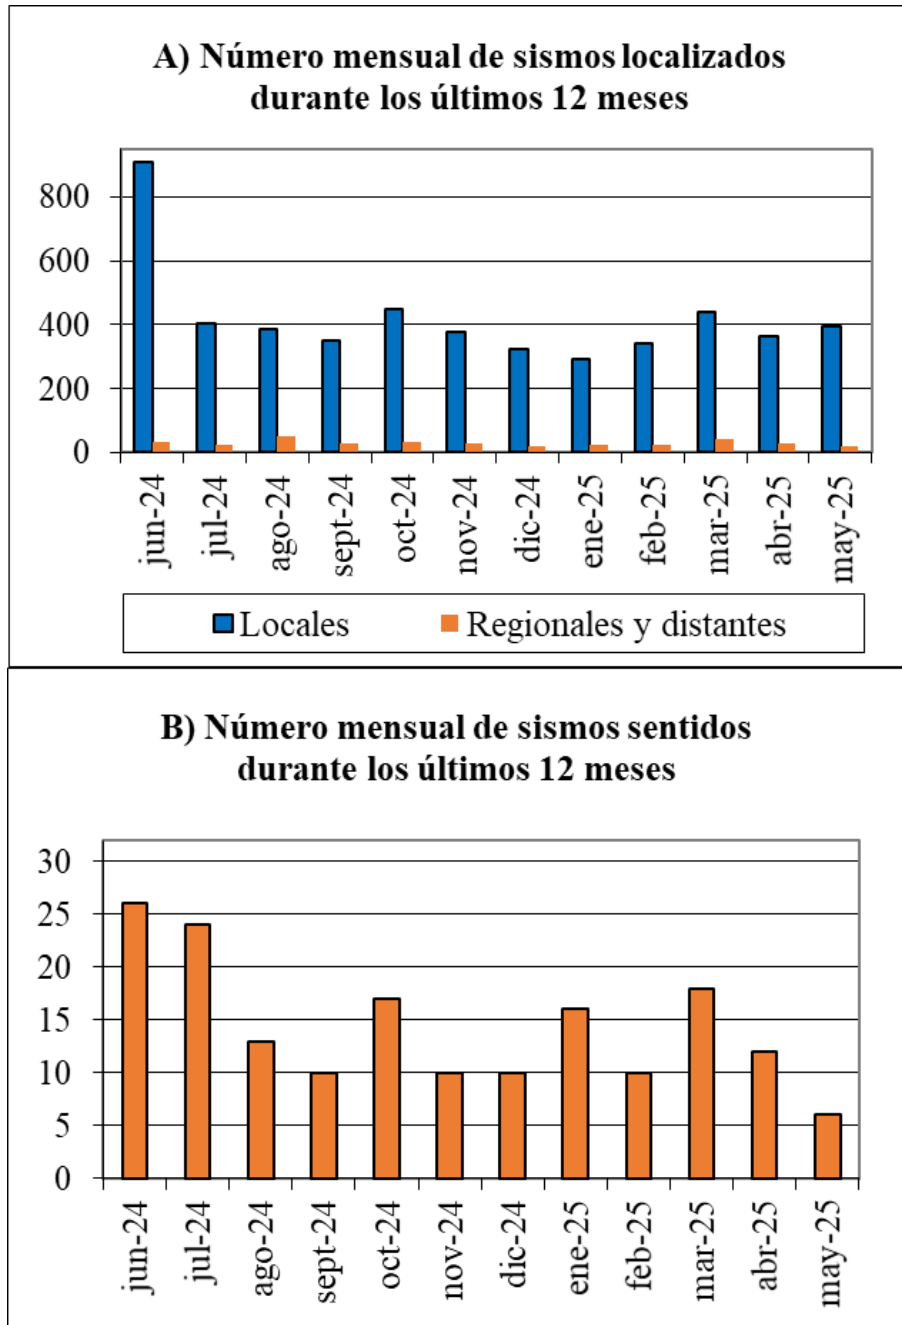 A) Número mensual de sismos localizados
durante los últimos 12 meses
800
600
400
200
0
jun-24
jul-24
ago-24
sept-24
oct-24
nov-24
dic-24
ene-25
feb-25
mar-25
abr-25
may-25
Locales
Regionales y distantes
B) Número mensual de sismos sentidos
durante los últimos 12 meses
30
25
20
15
10
5
0
jun-24
jul-24
ago-24
sept-24
oct-24
nov-24
dic-24
ene-25
feb-25
mar-25
abr-25
may-25